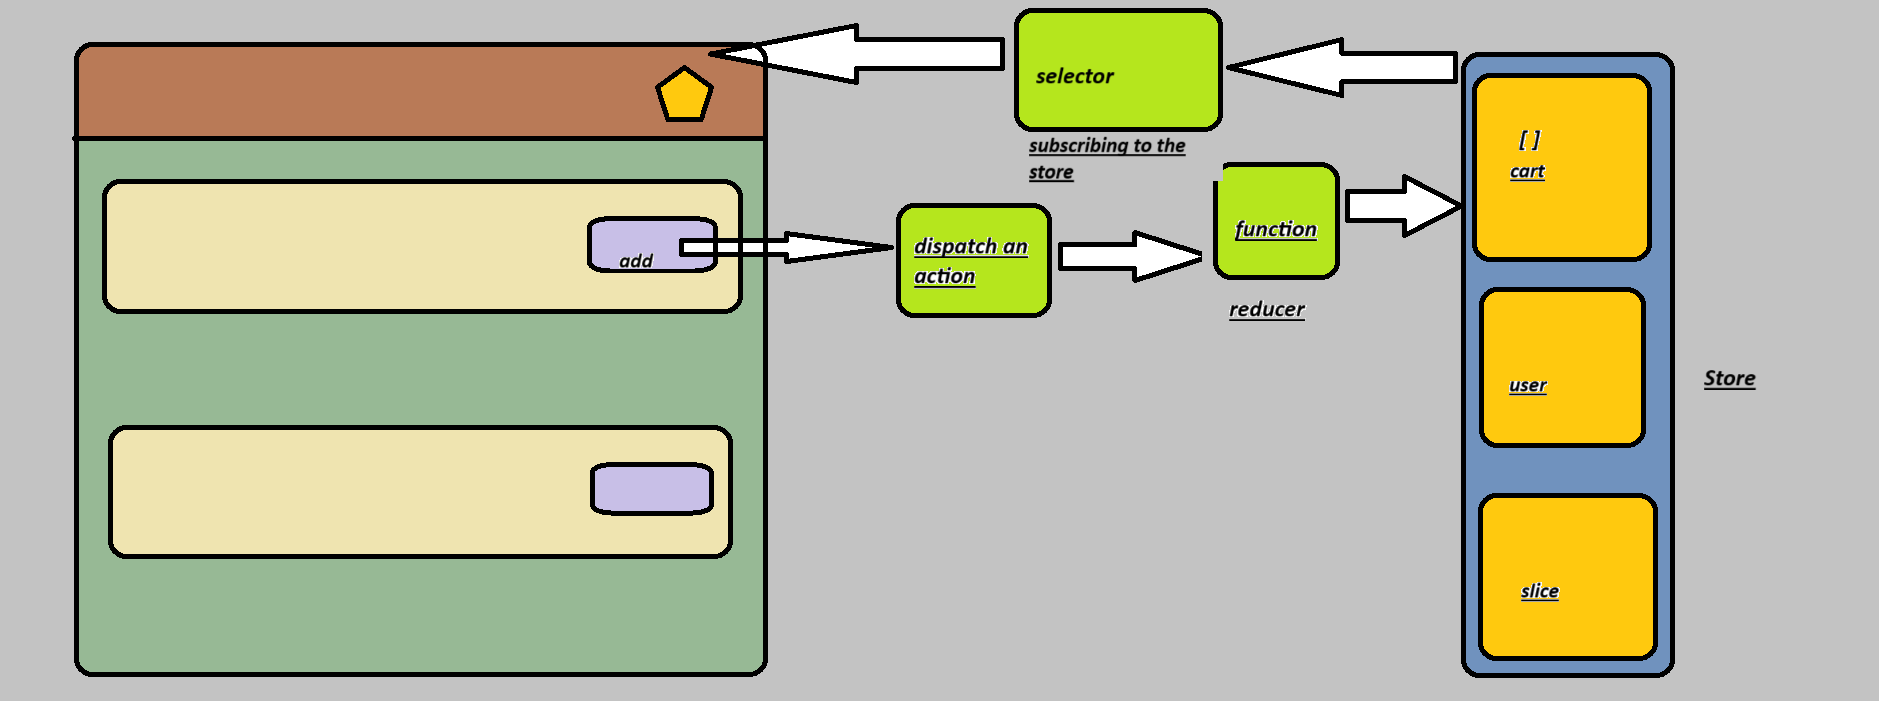 selector
subscribing to the
store
[ ]
cart
add
dispatch an
action
function
reducer
user
Store
slice